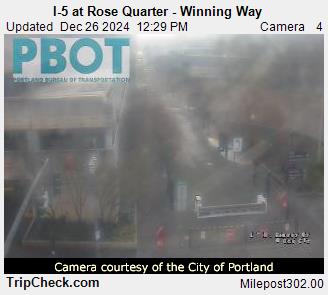 I-5 at Rose Quarter - Winning Way
Updated Dec 26 2024 12:29 PM Camera 4
PBOT
PORTLAND BUREAU OF TRANSPORTATION
Camera courtesy of the City of Portland
TripCheck.com Milepost302.00